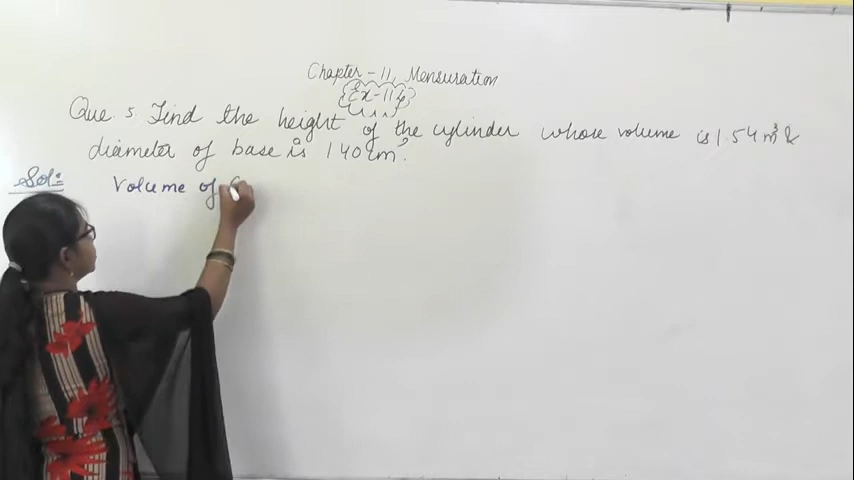 Chapter - 11, Mensuration
Ex - 11.4
Que. 5. Find the height of the cylinder whose volume is 1.54 m³ &
diameter of base is 140 cm?
Sol:
Volume of